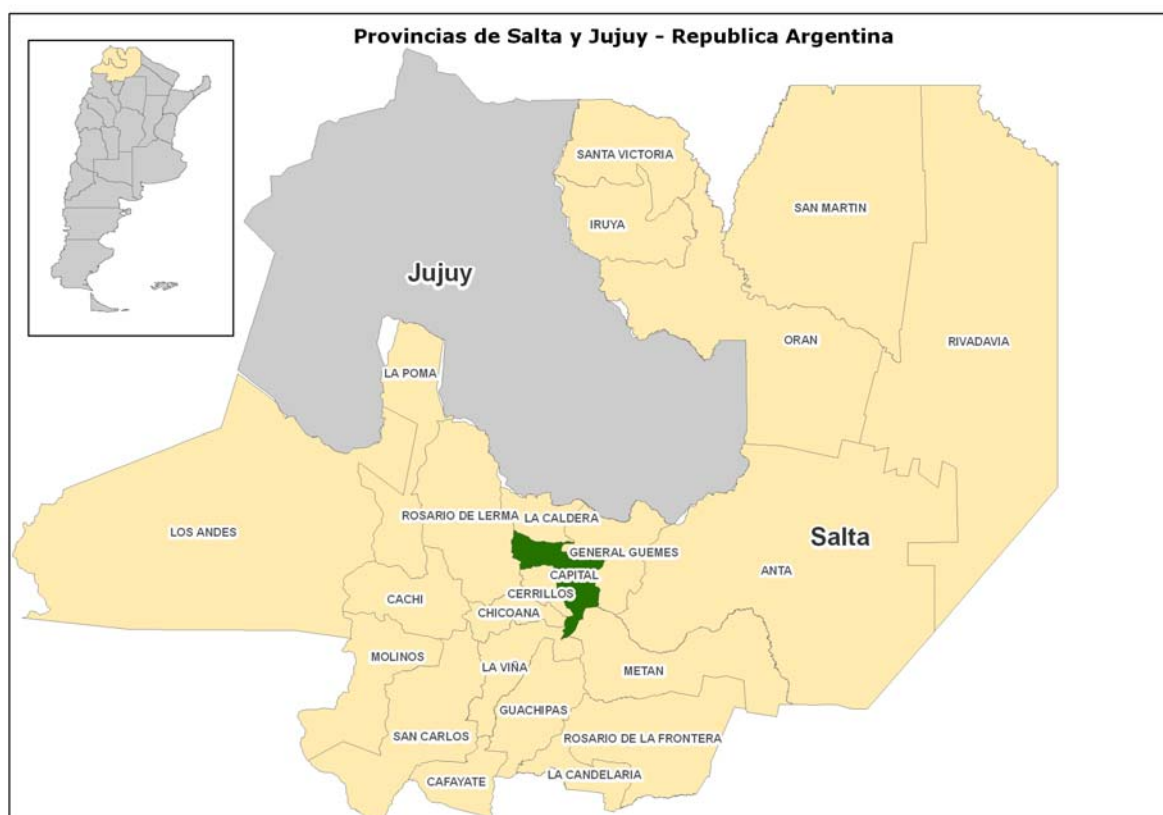 Provincias de Salta y Jujuy - Republica Argentina
SANTA VICTORIA
SAN MARTIN
IRUYA
Jujuy
ORAN
RIVADAVIA
LA POMA
ROSARIO DE LERMA
LA CALDERA
LOS ANDES
GENERAL GUEMES
Salta
CAPITAL
ANTA
CERRILLOS
CACHI
CHICOANA
MOLINOS
LA VIÑA
METAN
GUACHIPAS
SAN CARLOS
ROSARIO DE LA FRONTERA
CAFAYATE
LA CANDELARIA